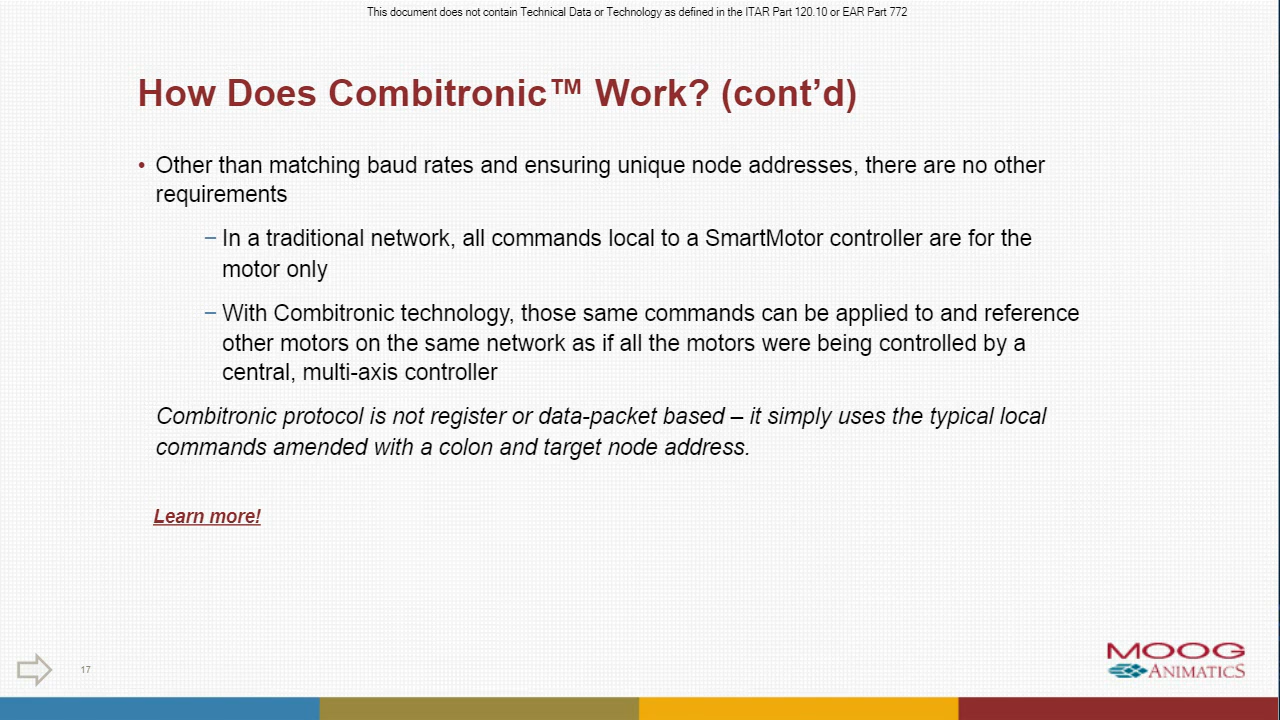 This document does not contain Technical Data or Technology as defined in the ITAR Part 120.10 or EAR Part 772
How Does Combitronic™ Work? (cont’d)
• Other than matching baud rates and ensuring unique node addresses, there are no other
requirements
– In a traditional network, all commands local to a SmartMotor controller are for the
motor only
– With Combitronic technology, those same commands can be applied to and reference
other motors on the same network as if all the motors were being controlled by a
central, multi-axis controller
Combitronic protocol is not register or data-packet based – it simply uses the typical local
commands amended with a colon and target node address.
Learn more!
17
MOOG
ANIMATICS